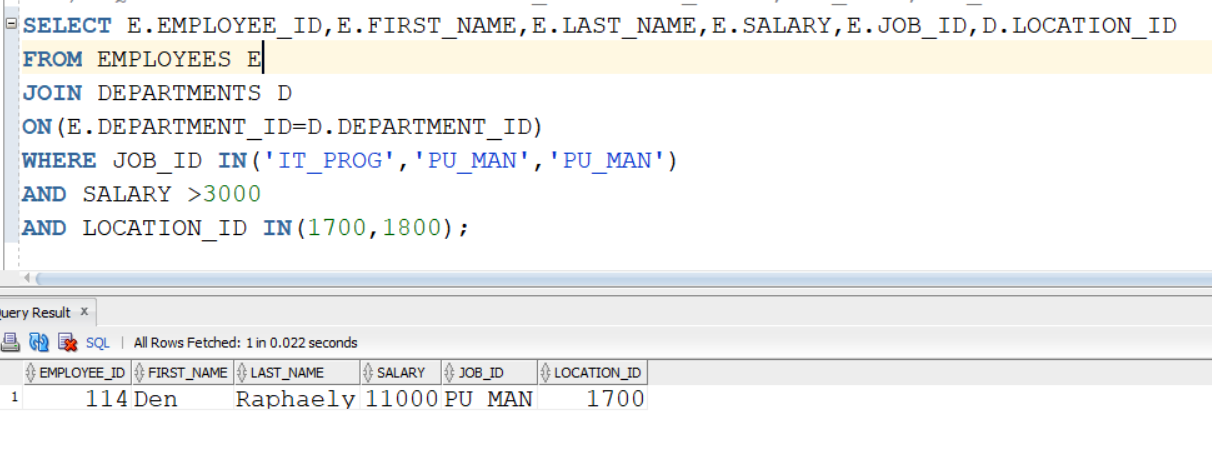 SELECT E.EMPLOYEE_ID,E.FIRST_NAME,E.LAST_NAME,E.SALARY,E.JOB_ID,D.LOCATION_ID
FROM EMPLOYEES E
JOIN DEPARTMENTS D
ON(E.DEPARTMENT_ID=D.DEPARTMENT_ID)
WHERE JOB_ID IN('IT_PROG','PU_MAN','PU_MAN')
AND SALARY >3000
AND LOCATION_ID IN(1700,1800);
uery Result x
SQL | All Rows Fetched: 1 in 0.022 seconds
EMPLOYEE_ID FIRST_NAME LAST_NAME SALARY JOB_ID LOCATION_ID
1 114 Den Raphaely 11000 PU MAN 1700